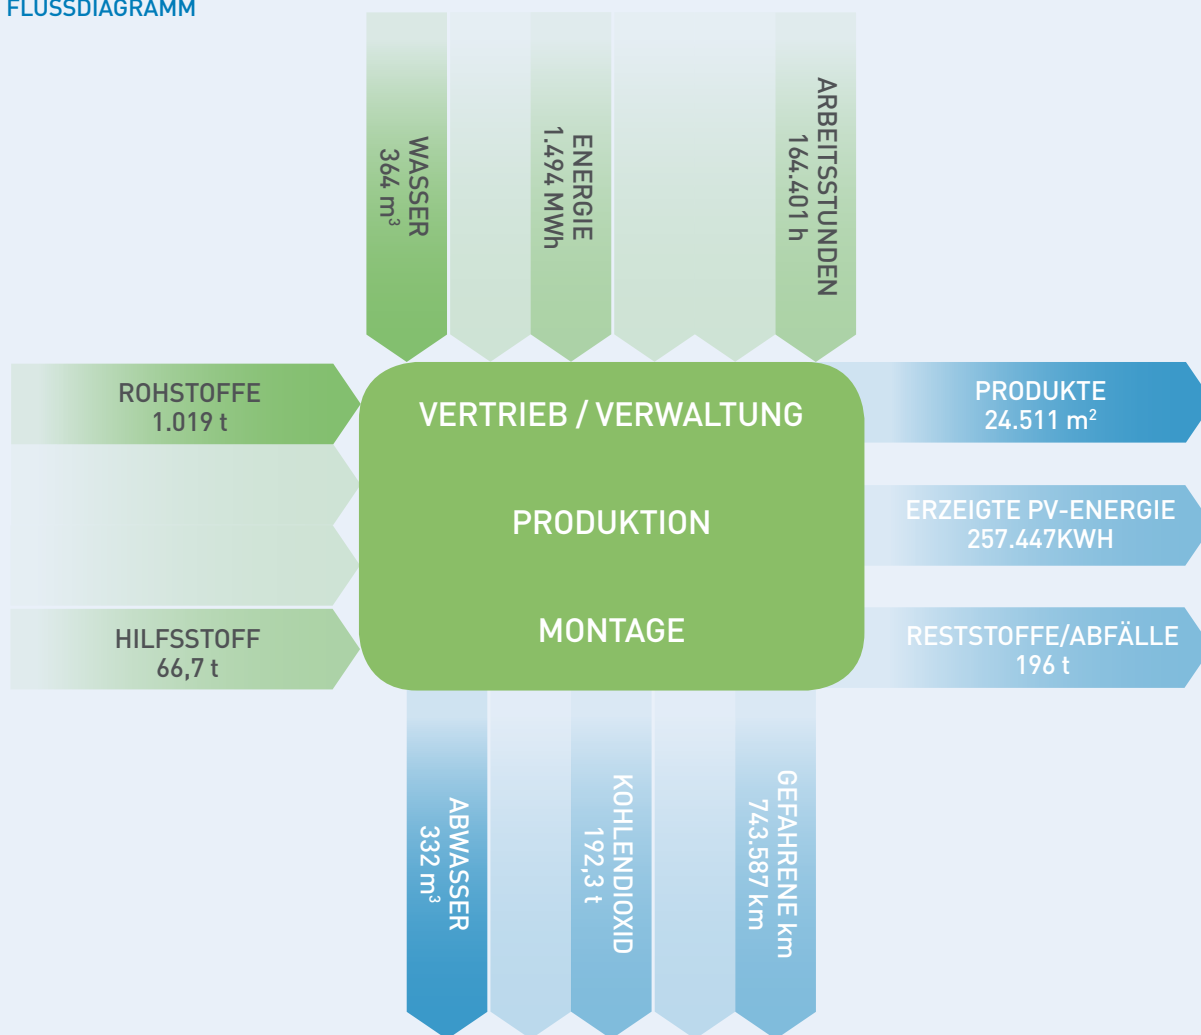 FLUSSDIAGRAMM
WASSER
364 m³
ENERGIE
1.494 MWh
ARBEITSSTUNDEN
164.401 h
ROHSTOFFE
1.019 t
HILFSSTOFF
66,7 t
VERTRIEB / VERWALTUNG
PRODUKTION
MONTAGE
PRODUKTE
24.511 m²
ERZEIGTE PV-ENERGIE
257.447KWH
RESTSTOFFE/ABFÄLLE
196 t
ABWASSER
332 m³
KOHLENDIOXID
192,3 t
GEFAHRENE km
743.587 km